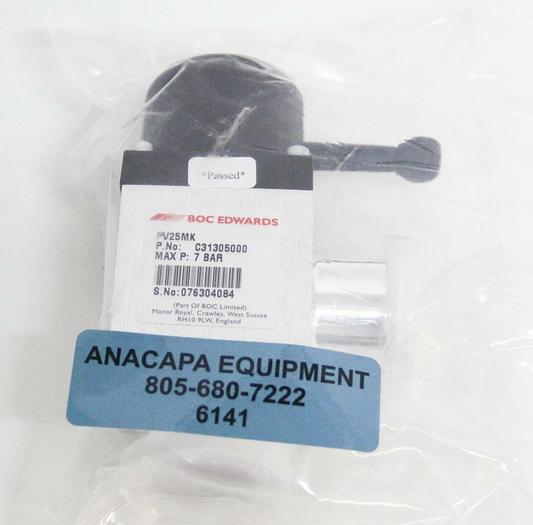 *Passed*
BOC EDWARDS
PV25MK
P.No: C31305000
MAX P: 7 BAR
S.No:076304084
(Part Of BOC Limited)
Manor Royal, Crawley, West Sussex
RH10 9LW, England
ANACAPA EQUIPMENT
805-680-7222
6141